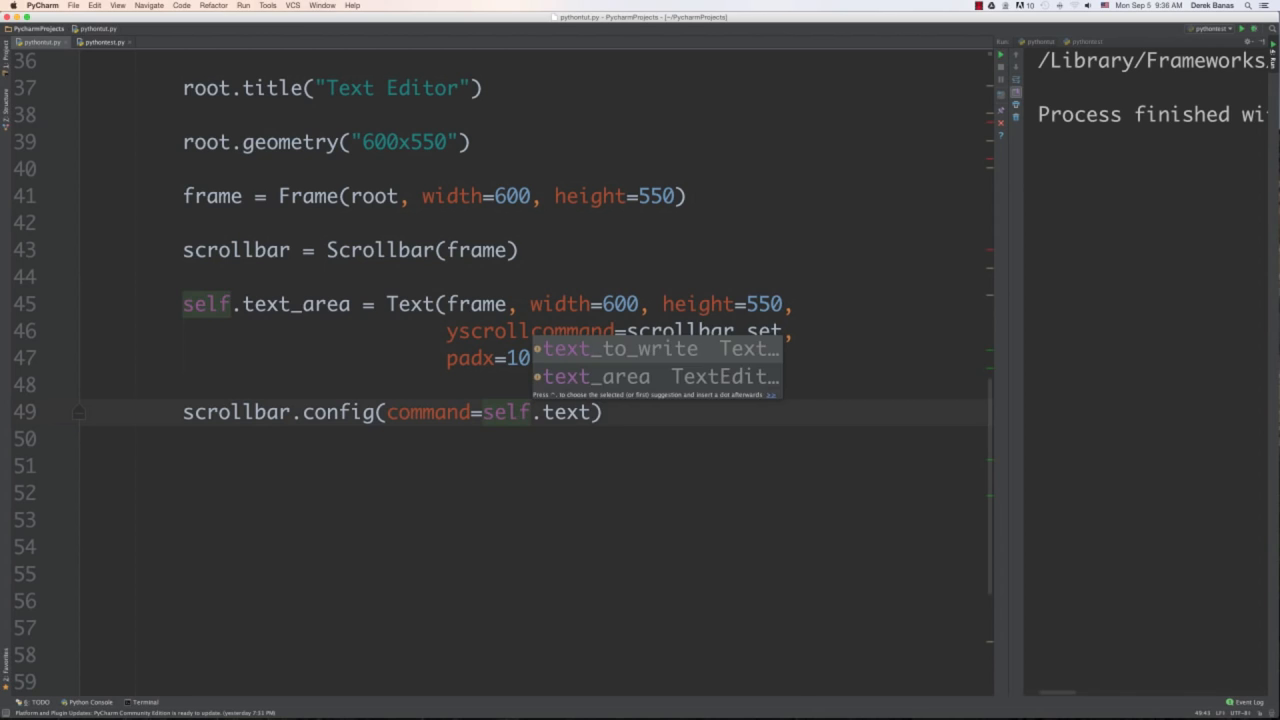 PyCharm File Edit View Navigate Code Refactor Run Tools VCS Window Help 10 Mon Sep 5 9:36 AM Derek Banas
pythontut.py - PycharmProjects - [~/PycharmProjects]
PycharmProjects pythontut.py pythontest
pythontut.py pythontest.py Run: pythontut pythontest
1: Project
7: Structure
2: Favorites
4: Run
36
37 root.title("Text Editor")
38
39 root.geometry("600x550")
40
41 frame = Frame(root, width=600, height=550)
42
43 scrollbar = Scrollbar(frame)
44
45 self.text_area = Text(frame, width=600, height=550,
46 yscrollcommand=scrollbar.set,
47 padx=10
text_to_write Text…
text_area TextEdit…
Press ^. to choose the selected (or first) suggestion and insert a dot afterwards >>
48
49 scrollbar.config(command=self.text)
50
51
52
53
54
55
56
57
58
59
/Library/Frameworks
Process finished wi
6: TODO Python Console Terminal Event Log
Platform and Plugin Updates: PyCharm Community Edition is ready to update. (yesterday 7:31 PM) 49:43 LF÷ UTF-8÷